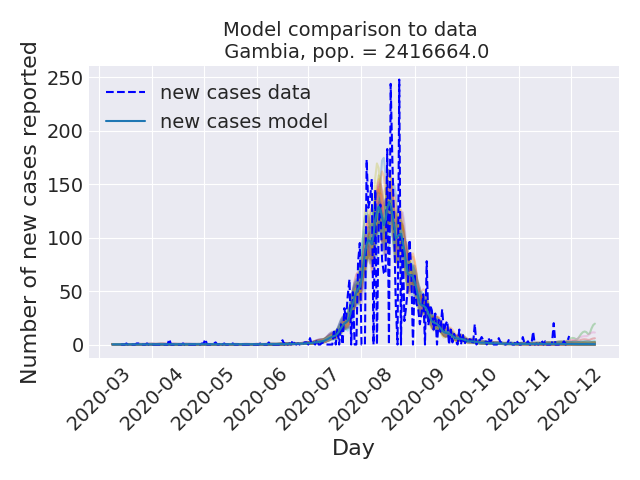 Model comparison to data
Gambia, pop. = 2416664.0
Number of new cases reported
250
200
150
100
50
0
new cases data
new cases model
2020-03
2020-04
2020-05
2020-06
2020-07
2020-08
2020-09
2020-10
2020-11
2020-12
Day